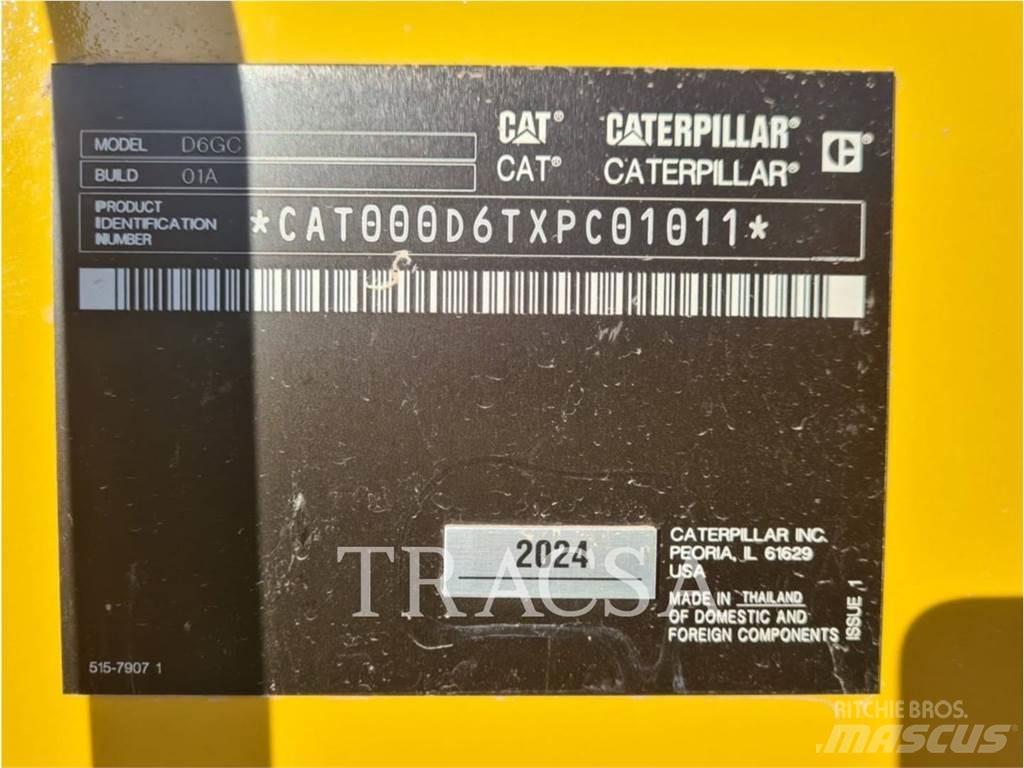 MODEL D6GC
BUILD 01A
CAT® CATERPILLAR®
CAT® CATERPILLAR®
PRODUCT
IDENTIFICATION
NUMBER
*CAT000D6TXPC01011*
2024
CATERPILLAR INC.
PEORIA, IL 61629
USA
MADE IN THAILAND
OF DOMESTIC AND
FOREIGN COMPONENTS
ISSUE 1
515-7907 1
TRACSA
RITCHIE BROS.
MASCUS